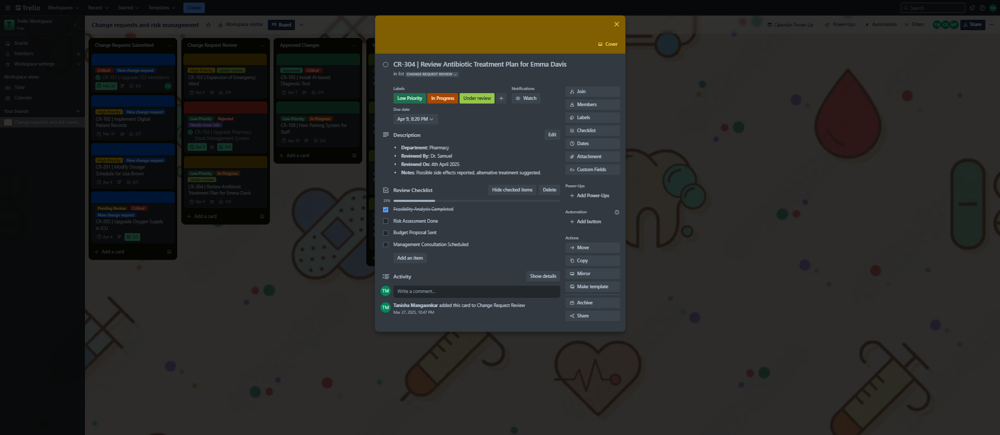 Trello
Workspaces
Recent
Starred
Templates
Create
Search
TM
T
Trello Workspace
Free
Boards
Members
Workspace settings
Workspace views
Table
Calendar
Your boards
Change requests and risk mana...
Change requests and risk management
Workspace visible
Board
Calendar Power-Up
Power-Ups
Automation
Filters
TM
CG
MT
Share
Change Requests Submitted
Critical
New change request
CR-101 | Upgrade ICU Ventilators
Mar 30
3/5
CG
High Priority
New change request
CR-102 | Implement Digital
Patient Records
Mar 31
2/5
High Priority
New change request
CR-201 | Modify Dosage
Schedule for Lisa Brown
Apr 4
4/5
Pending Review
Critical
New change request
CR-202 | Upgrade Oxygen Supply
in ICU
Apr 4
5/5
Add a card
Change Request Review
High Priority
Under review
CR-103 | Expansion of Emergency
Ward
Apr 2
3/4
Low Priority
Rejected
Needs more info
CR-104 | Upgrade Pharmacy
Stock Management System
Apr 3
4/4
Low Priority
In Progress
Under review
CR-304 | Review Antibiotic
Treatment Plan for Emma Davis
Apr 9
1/4
Add a card
Approved Changes
Approved
Critical
CR-105 | Install AI-based
Diagnosis Tool
Apr 7
2/4
Low Priority
In Progress
CR-106 | New Parking System for
Staff
Apr 10
3/4
Add a card
Cover
CR-304 | Review Antibiotic Treatment Plan for Emma Davis
in list CHANGE REQUEST REVIEW
Labels
Low Priority
In Progress
Under review
Notifications
Watch
Due date
Apr 9, 8:20 PM
Description
Edit
• Department: Pharmacy
• Reviewed By: Dr. Samuel
• Reviewed On: 4th April 2025
• Notes: Possible side effects reported, alternative treatment suggested.
Review Checklist
Hide checked items
Delete
25%
Feasibility Analysis Completed
Risk Assessment Done
Budget Proposal Sent
Management Consultation Scheduled
Add an item
Activity
Show details
TM
Write a comment...
TM
Tanisha Mangaonkar added this card to Change Request Review
Mar 27, 2025, 10:47 PM
Join
Members
Labels
Checklist
Dates
Attachment
Custom Fields
Power-Ups
Add Power-Ups
Automation
Add button
Actions
Move
Copy
Mirror
Make template
Archive
Share